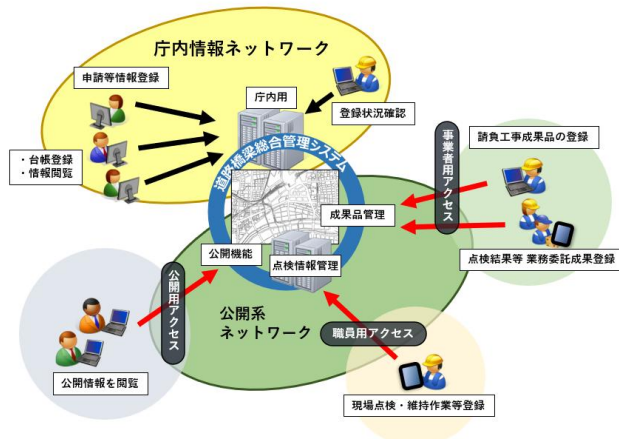 庁内情報ネットワーク
申請等情報登録
庁内用
登録状況確認
・台帳登録
・情報閲覧
道路橋梁総合管理システム
事業者用アクセス
請負工事成果品の登録
成果品管理
点検結果等 業務委託成果登録
公開機能
点検情報管理
公開用アクセス
公開系
ネットワーク
職員用アクセス
公開情報を閲覧
現場点検・維持作業等登録